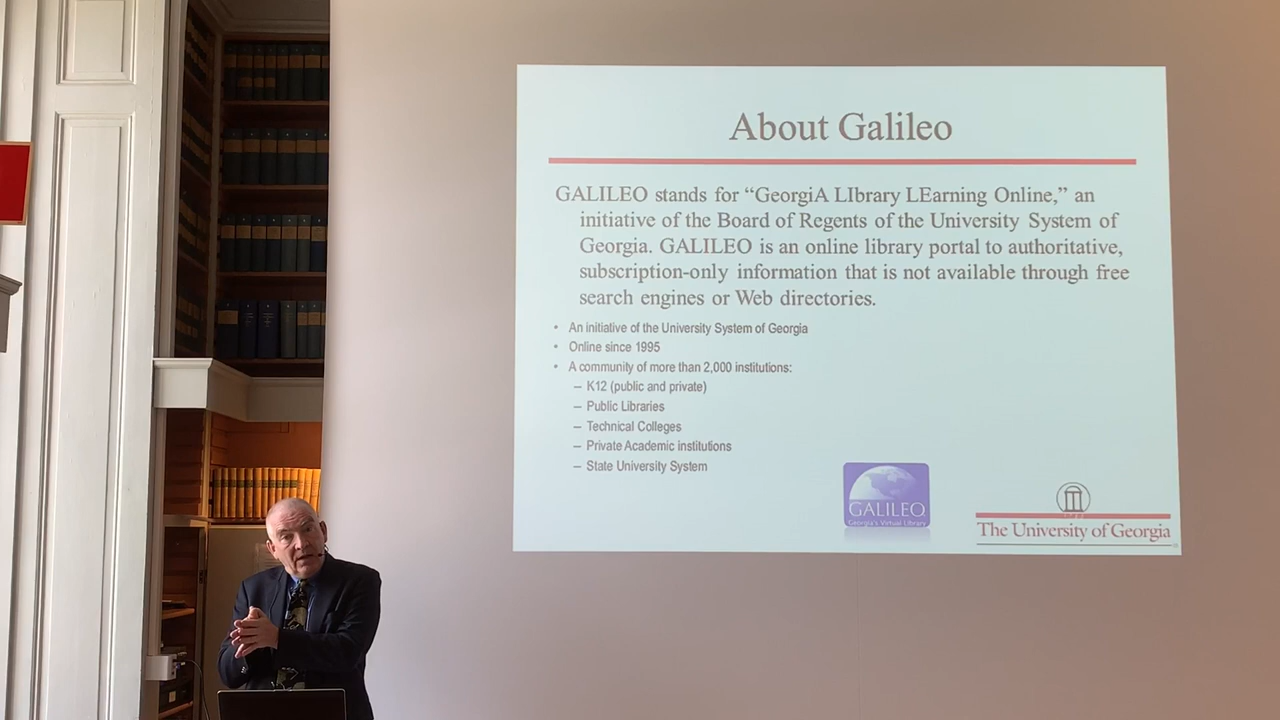 About Galileo
GALILEO stands for “GeorgiA LIbrary LEarning Online,” an
initiative of the Board of Regents of the University System of
Georgia. GALILEO is an online library portal to authoritative,
subscription-only information that is not available through free
search engines or Web directories.
• An initiative of the University System of Georgia
• Online since 1995
• A community of more than 2,000 institutions:
– K12 (public and private)
– Public Libraries
– Technical Colleges
– Private Academic institutions
– State University System
GALILEO
Georgia's Virtual Library
The University of Georgia